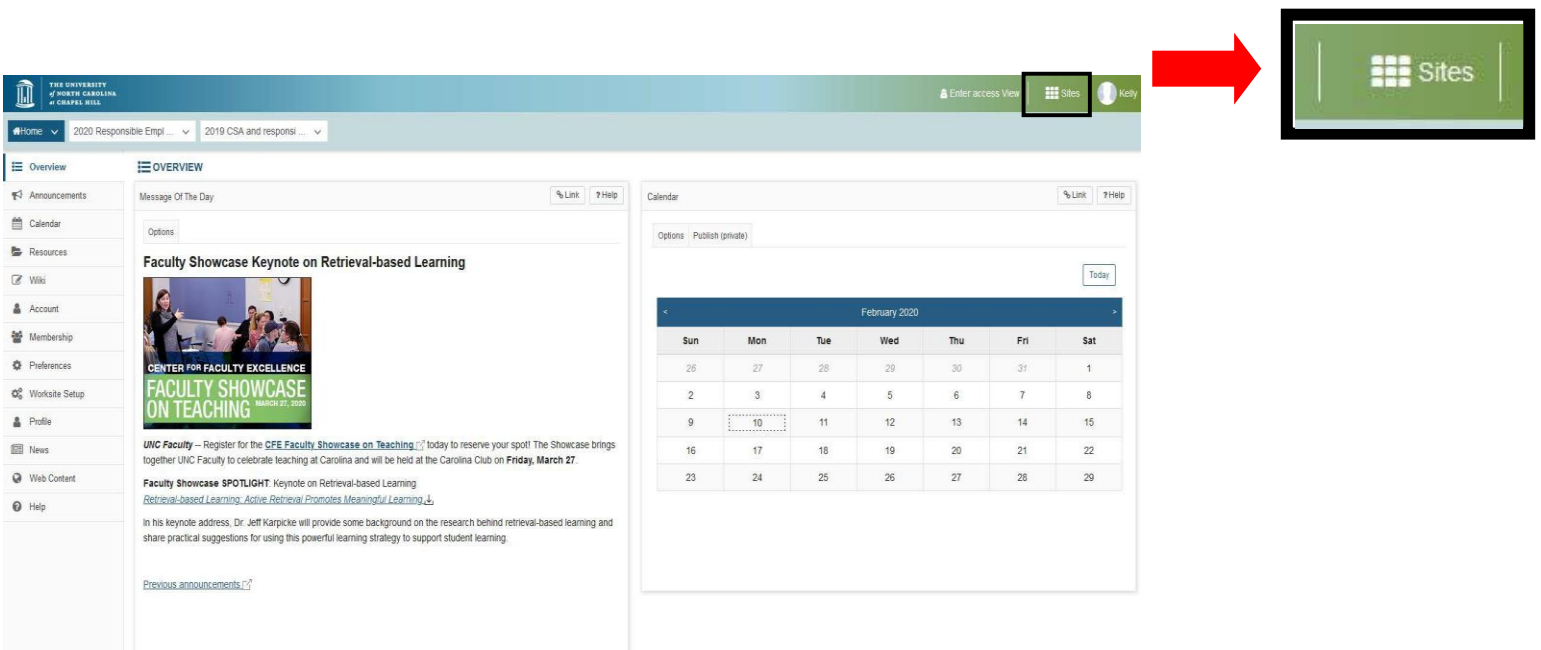 Sites
THE UNIVERSITY
of NORTH CAROLINA
at CHAPEL HILL
Enter access View
Sites
Kelly
Home
2020 Responsible Empl ...
2019 CSA and responsi ...
Overview
Announcements
Calendar
Resources
Wiki
Account
Membership
Preferences
Worksite Setup
Profile
News
Web Content
Help
OVERVIEW
Message Of The Day
Link
? Help
Options
Faculty Showcase Keynote on Retrieval-based Learning
CENTER FOR FACULTY EXCELLENCE
FACULTY SHOWCASE
ON TEACHING MARCH 27, 2020
UNC Faculty -- Register for the CFE Faculty Showcase on Teaching today to reserve your spot! The Showcase brings
together UNC Faculty to celebrate teaching at Carolina and will be held at the Carolina Club on Friday, March 27.
Faculty Showcase SPOTLIGHT: Keynote on Retrieval-based Learning
Retrieval-based Learning: Active Retrieval Promotes Meaningful Learning
In his keynote address, Dr. Jeff Karpicke will provide some background on the research behind retrieval-based learning and
share practical suggestions for using this powerful learning strategy to support student learning.
Previous announcements
Calendar
Link
? Help
Options Publish (private)
Today
< February 2020 >
Sun Mon Tue Wed Thu Fri Sat
26 27 28 29 30 31 1
2 3 4 5 6 7 8
9 10 11 12 13 14 15
16 17 18 19 20 21 22
23 24 25 26 27 28 29